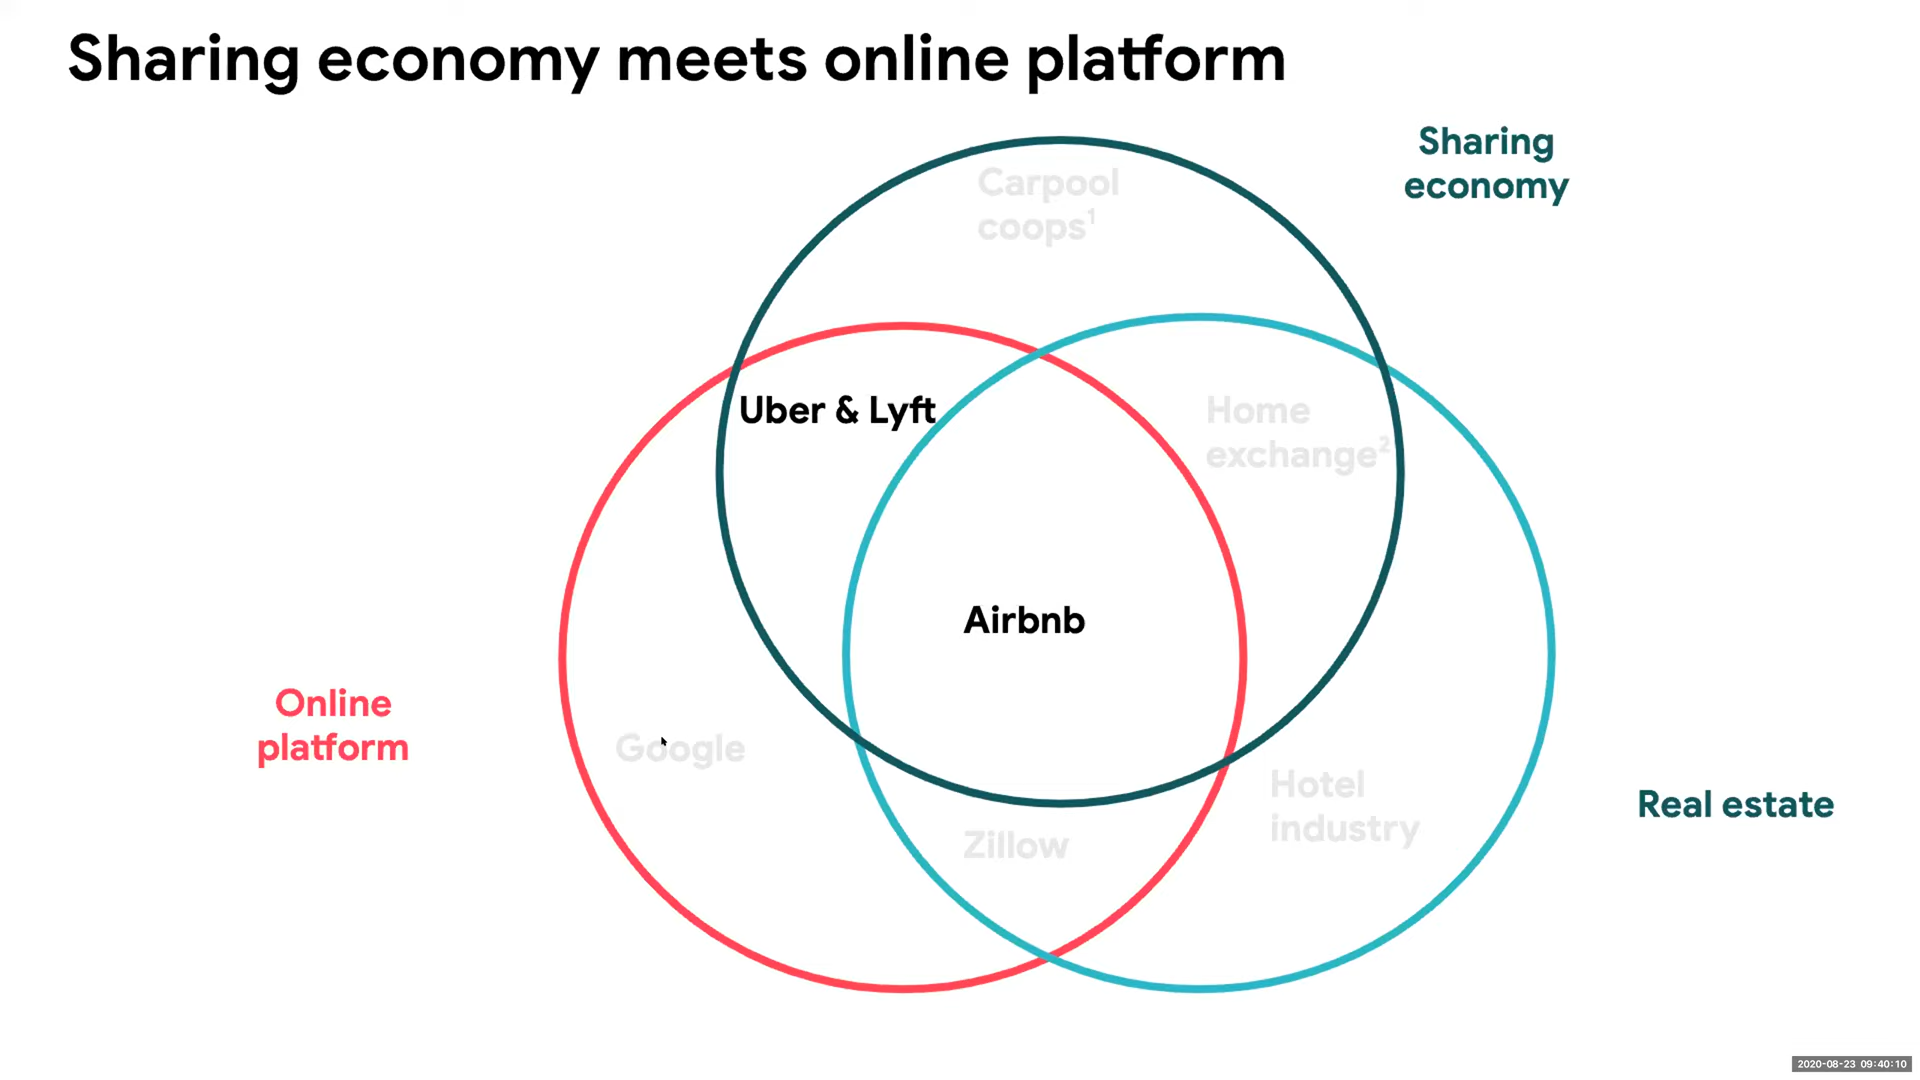 Sharing economy meets online platform
Sharing
economy
Carpool
coops¹
Uber & Lyft
Home
exchange²
Airbnb
Online
platform
Google
Hotel
industry
Real estate
Zillow
2020-08-23 09:40:10